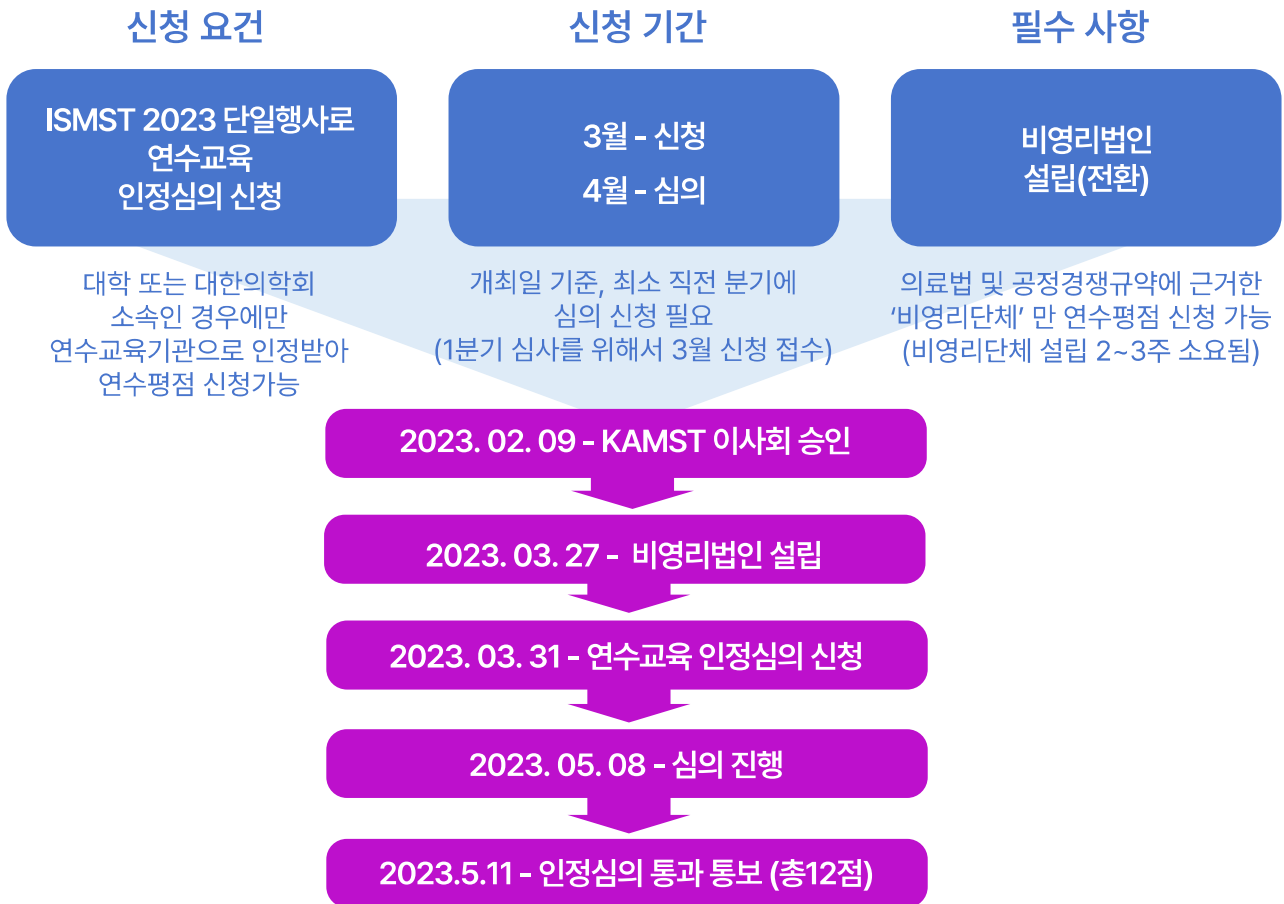 신청 요건
ISMST 2023 단일행사로
연수교육
인정심의 신청
대학 또는 대한의학회
소속인 경우에만
연수교육기관으로 인정받아
연수평점 신청가능
신청 기간
3월 - 신청
4월 - 심의
개최일 기준, 최소 직전 분기에
심의 신청 필요
(1분기 심사를 위해서 3월 신청 접수)
필수 사항
비영리법인
설립(전환)
의료법 및 공정경쟁규약에 근거한
‘비영리단체’ 만 연수평점 신청 가능
(비영리단체 설립 2~3주 소요됨)
2023. 02. 09 - KAMST 이사회 승인
2023. 03. 27 - 비영리법인 설립
2023. 03. 31 - 연수교육 인정심의 신청
2023. 05. 08 - 심의 진행
2023.5.11 - 인정심의 통과 통보 (총12점)